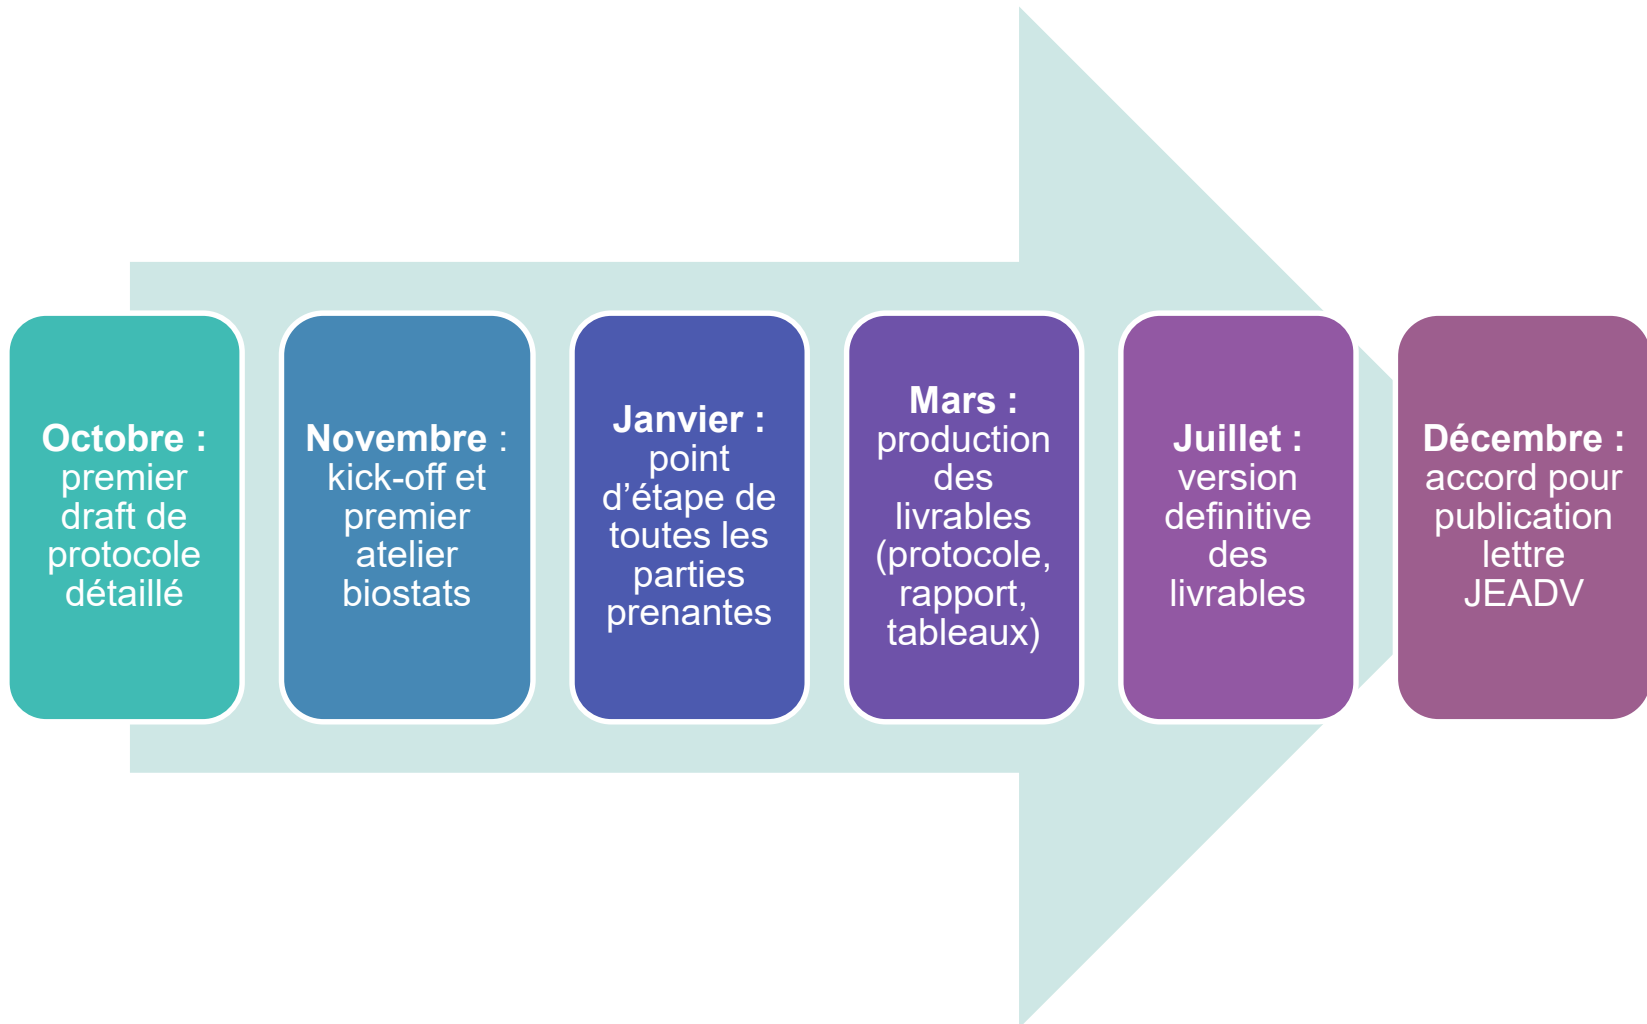 Octobre :
premier
draft de
protocole
détaillé
Novembre :
kick-off et
premier
atelier
biostats
Janvier :
point
d’étape de
toutes les
parties
prenantes
Mars :
production
des
livrables
(protocole,
rapport,
tableaux)
Juillet :
version
definitive
des
livrables
Décembre :
accord pour
publication
lettre
JEADV